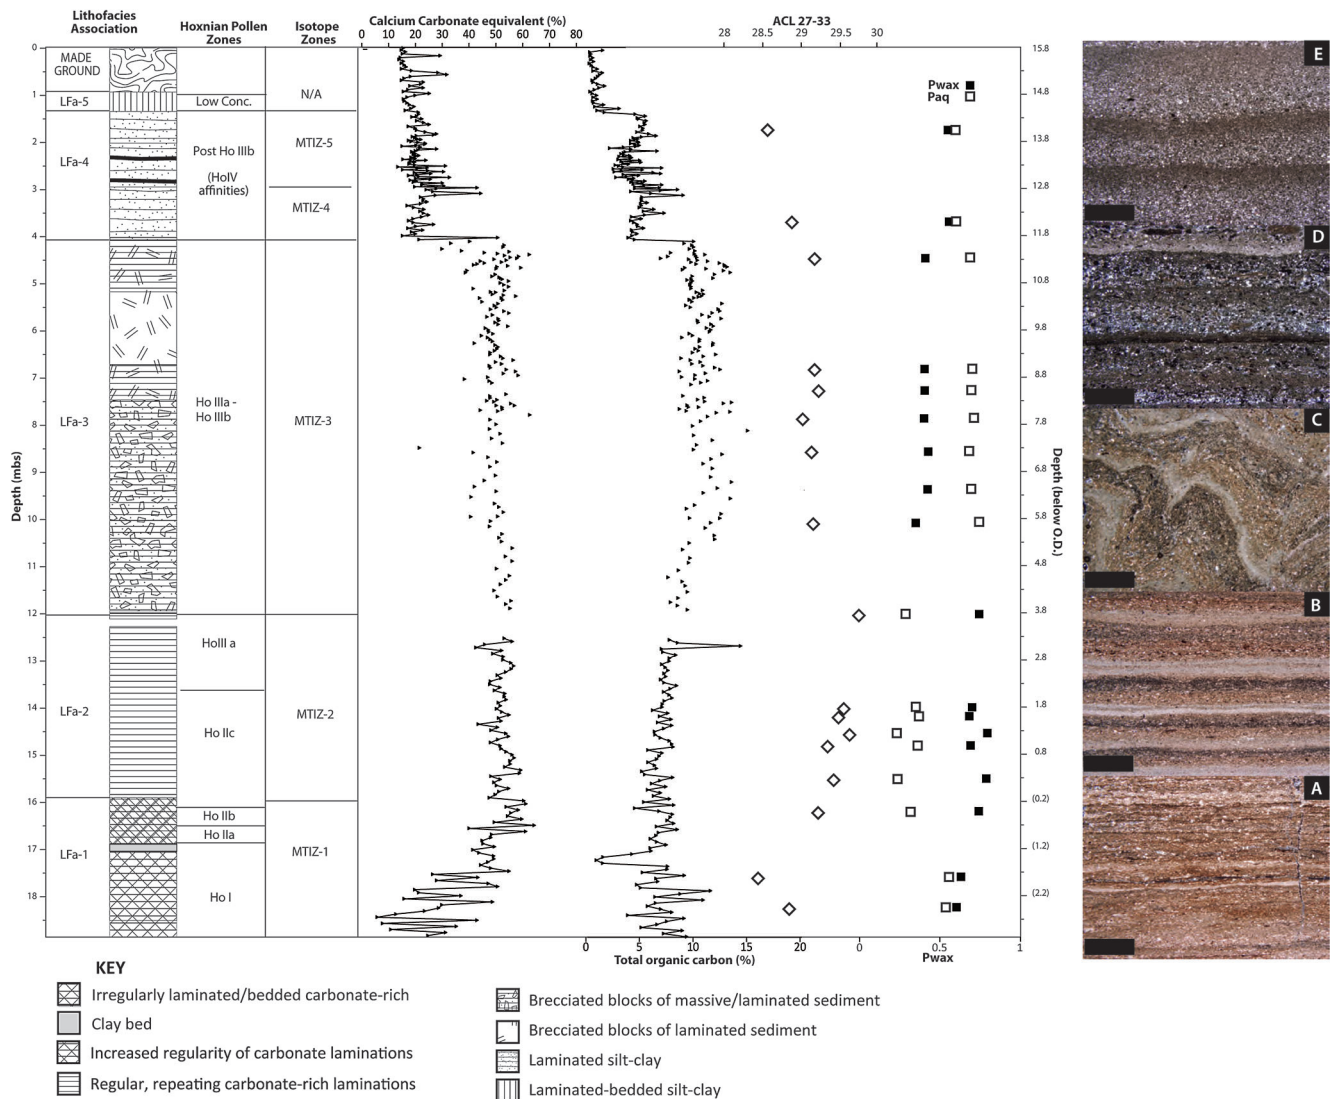 Lithofacies
Association
Hoxnian Pollen
Zones
Isotope
Zones
Calcium Carbonate equivalent (%)
0 10 20 30 40 50 60 70 80
ACL 27-33
28 28.5 29 29.5 30
Depth (mbs)
0
1
2
3
4
5
6
7
8
9
10
11
12
13
14
15
16
17
18
MADE
GROUND
LFa-5
LFa-4
LFa-3
LFa-2
LFa-1
Low Conc.
Post Ho IIIb
(HoIV
affinities)
Ho IIIa -
Ho IIIb
HoIII a
Ho IIc
Ho IIb
Ho IIa
Ho I
N/A
MTIZ-5
MTIZ-4
MTIZ-3
MTIZ-2
MTIZ-1
Pwax
Paq
15.8
14.8
13.8
12.8
11.8
10.8
9.8
8.8
7.8
6.8
5.8
4.8
3.8
2.8
1.8
0.8
(0.2)
(1.2)
(2.2)
Depth (below O.D.)
0 5 10 15 20
Total organic carbon (%)
0 0.5 1
Pwax
E
D
C
B
A
KEY
Irregularly laminated/bedded carbonate-rich
Clay bed
Increased regularity of carbonate laminations
Regular, repeating carbonate-rich laminations
Brecciated blocks of massive/laminated sediment
Brecciated blocks of laminated sediment
Laminated silt-clay
Laminated-bedded silt-clay